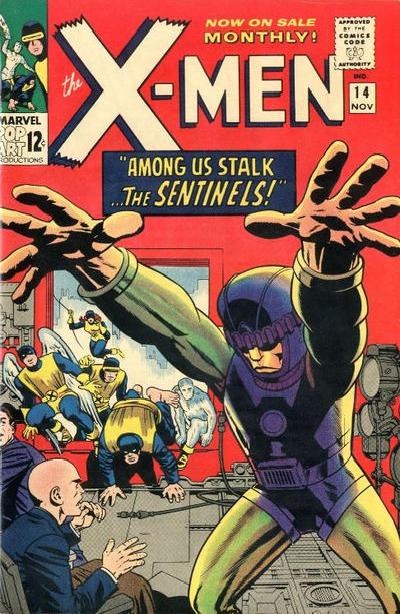 NOW ON SALE
MONTHLY!
APPROVED
BY THE
COMICS
CODE
AUTHORITY
the
X-MEN
IND.
14
NOV
MARVEL
POP
ART
PRODUCTIONS
12¢
"AMONG US STALK
...THE SENTINELS!"